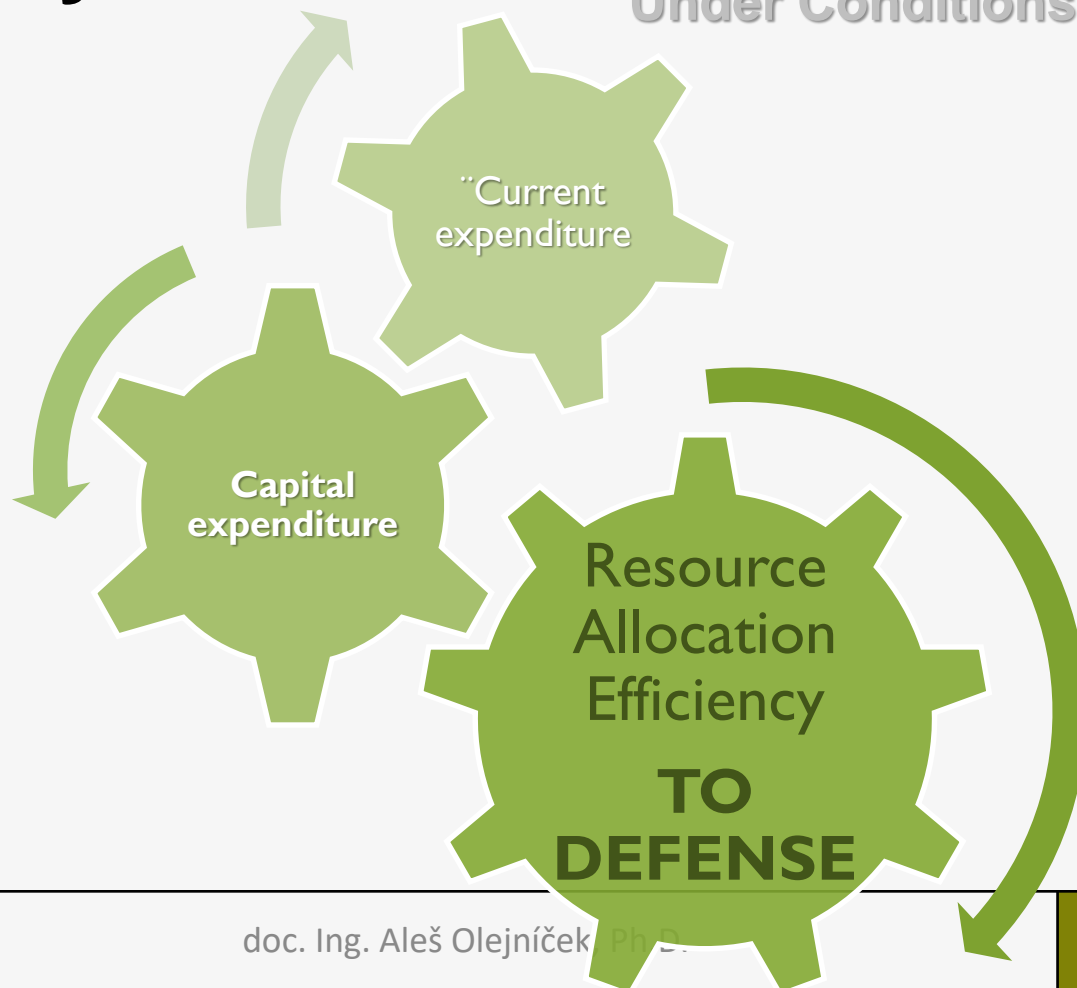 Under Conditions
¨Current
expenditure
Capital
expenditure
Resource
Allocation
Efficiency
TO
DEFENSE
doc. Ing. Aleš Olejníček, Ph.D.